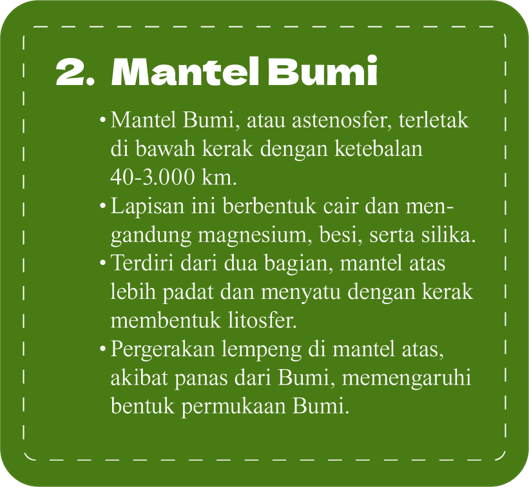 2. Mantel Bumi
• Mantel Bumi, atau astenosfer, terletak
di bawah kerak dengan ketebalan
40-3.000 km.
• Lapisan ini berbentuk cair dan men-
gandung magnesium, besi, serta silika.
• Terdiri dari dua bagian, mantel atas
lebih padat dan menyatu dengan kerak
membentuk litosfer.
• Pergerakan lempeng di mantel atas,
akibat panas dari Bumi, memengaruhi
bentuk permukaan Bumi.